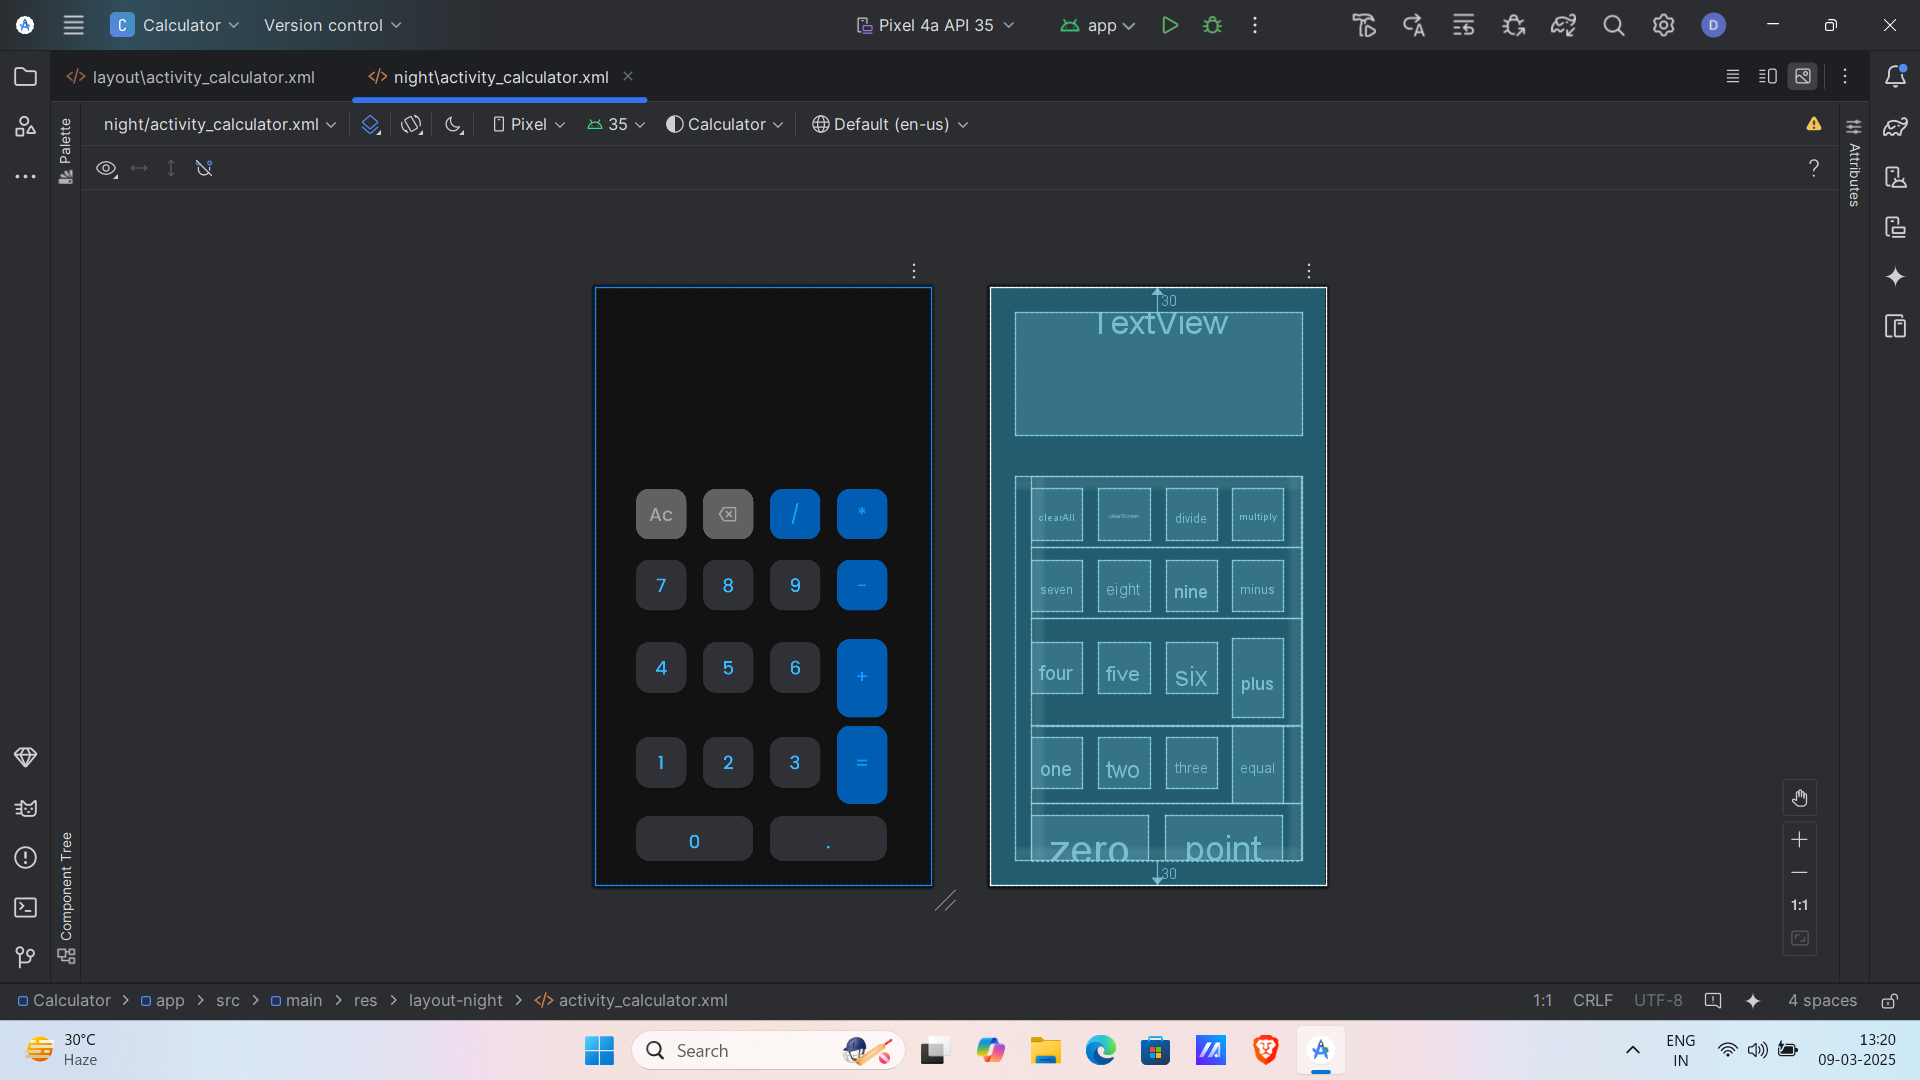 C Calculator Version control Pixel 4a API 35 app D
layout\activity_calculator.xml night\activity_calculator.xml
night/activity_calculator.xml Pixel 35 Calculator Default (en-us)
Palette
Attributes
?
30
TextView
Ac / *
7 8 9 -
4 5 6 +
1 2 3 =
0 .
clearAll clearScreen divide multiply
seven eight nine minus
four five six plus
one two three equal
zero point
30
1:1
Component Tree
Calculator > app > src > main > res > layout-night > activity_calculator.xml
1:1 CRLF UTF-8 4 spaces
30°C
Haze
Search
ENG
IN
13:20
09-03-2025